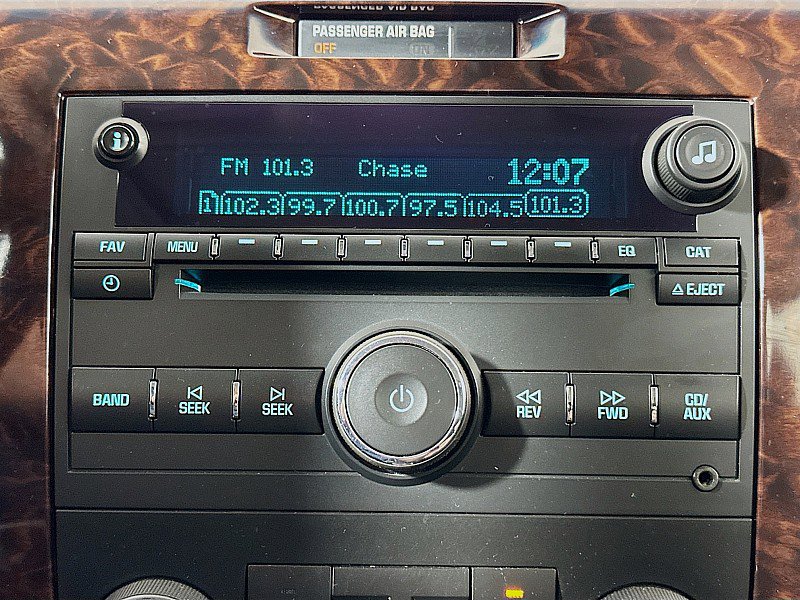 PASSENGER AIR BAG
OFF ON
i
FM 101.3 Chase 12:07
1 102.3 99.7 100.7 97.5 104.5 101.3
FAV MENU EQ CAT
EJECT
BAND SEEK SEEK REV FWD CD/
AUX